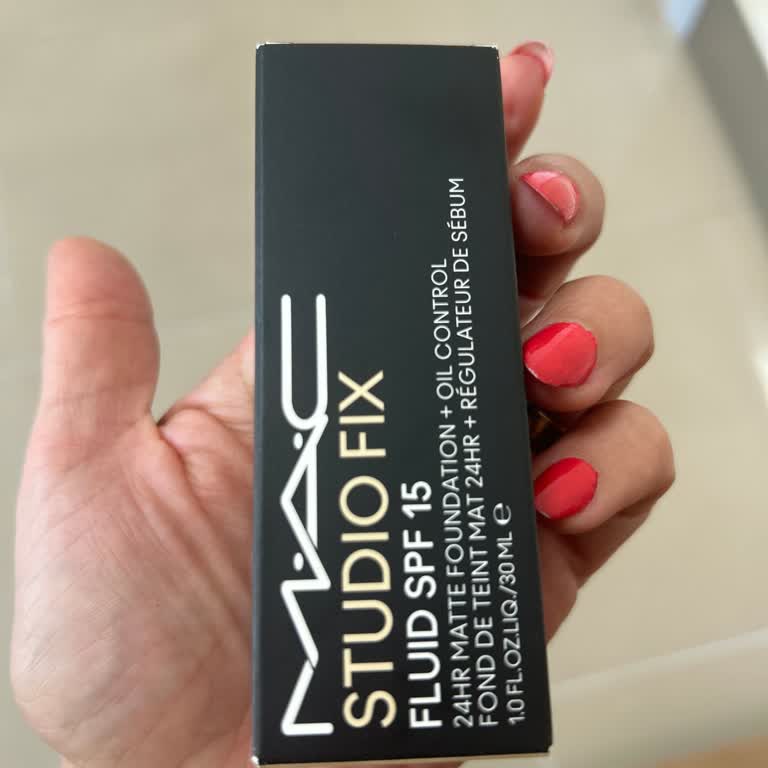 M·A·C
STUDIO FIX
FLUID SPF 15
24HR MATTE FOUNDATION + OIL CONTROL
FOND DE TEINT MAT 24HR + RÉGULATEUR DE SÉBUM
1.0 FL.OZ.LIQ./30 ML ℮